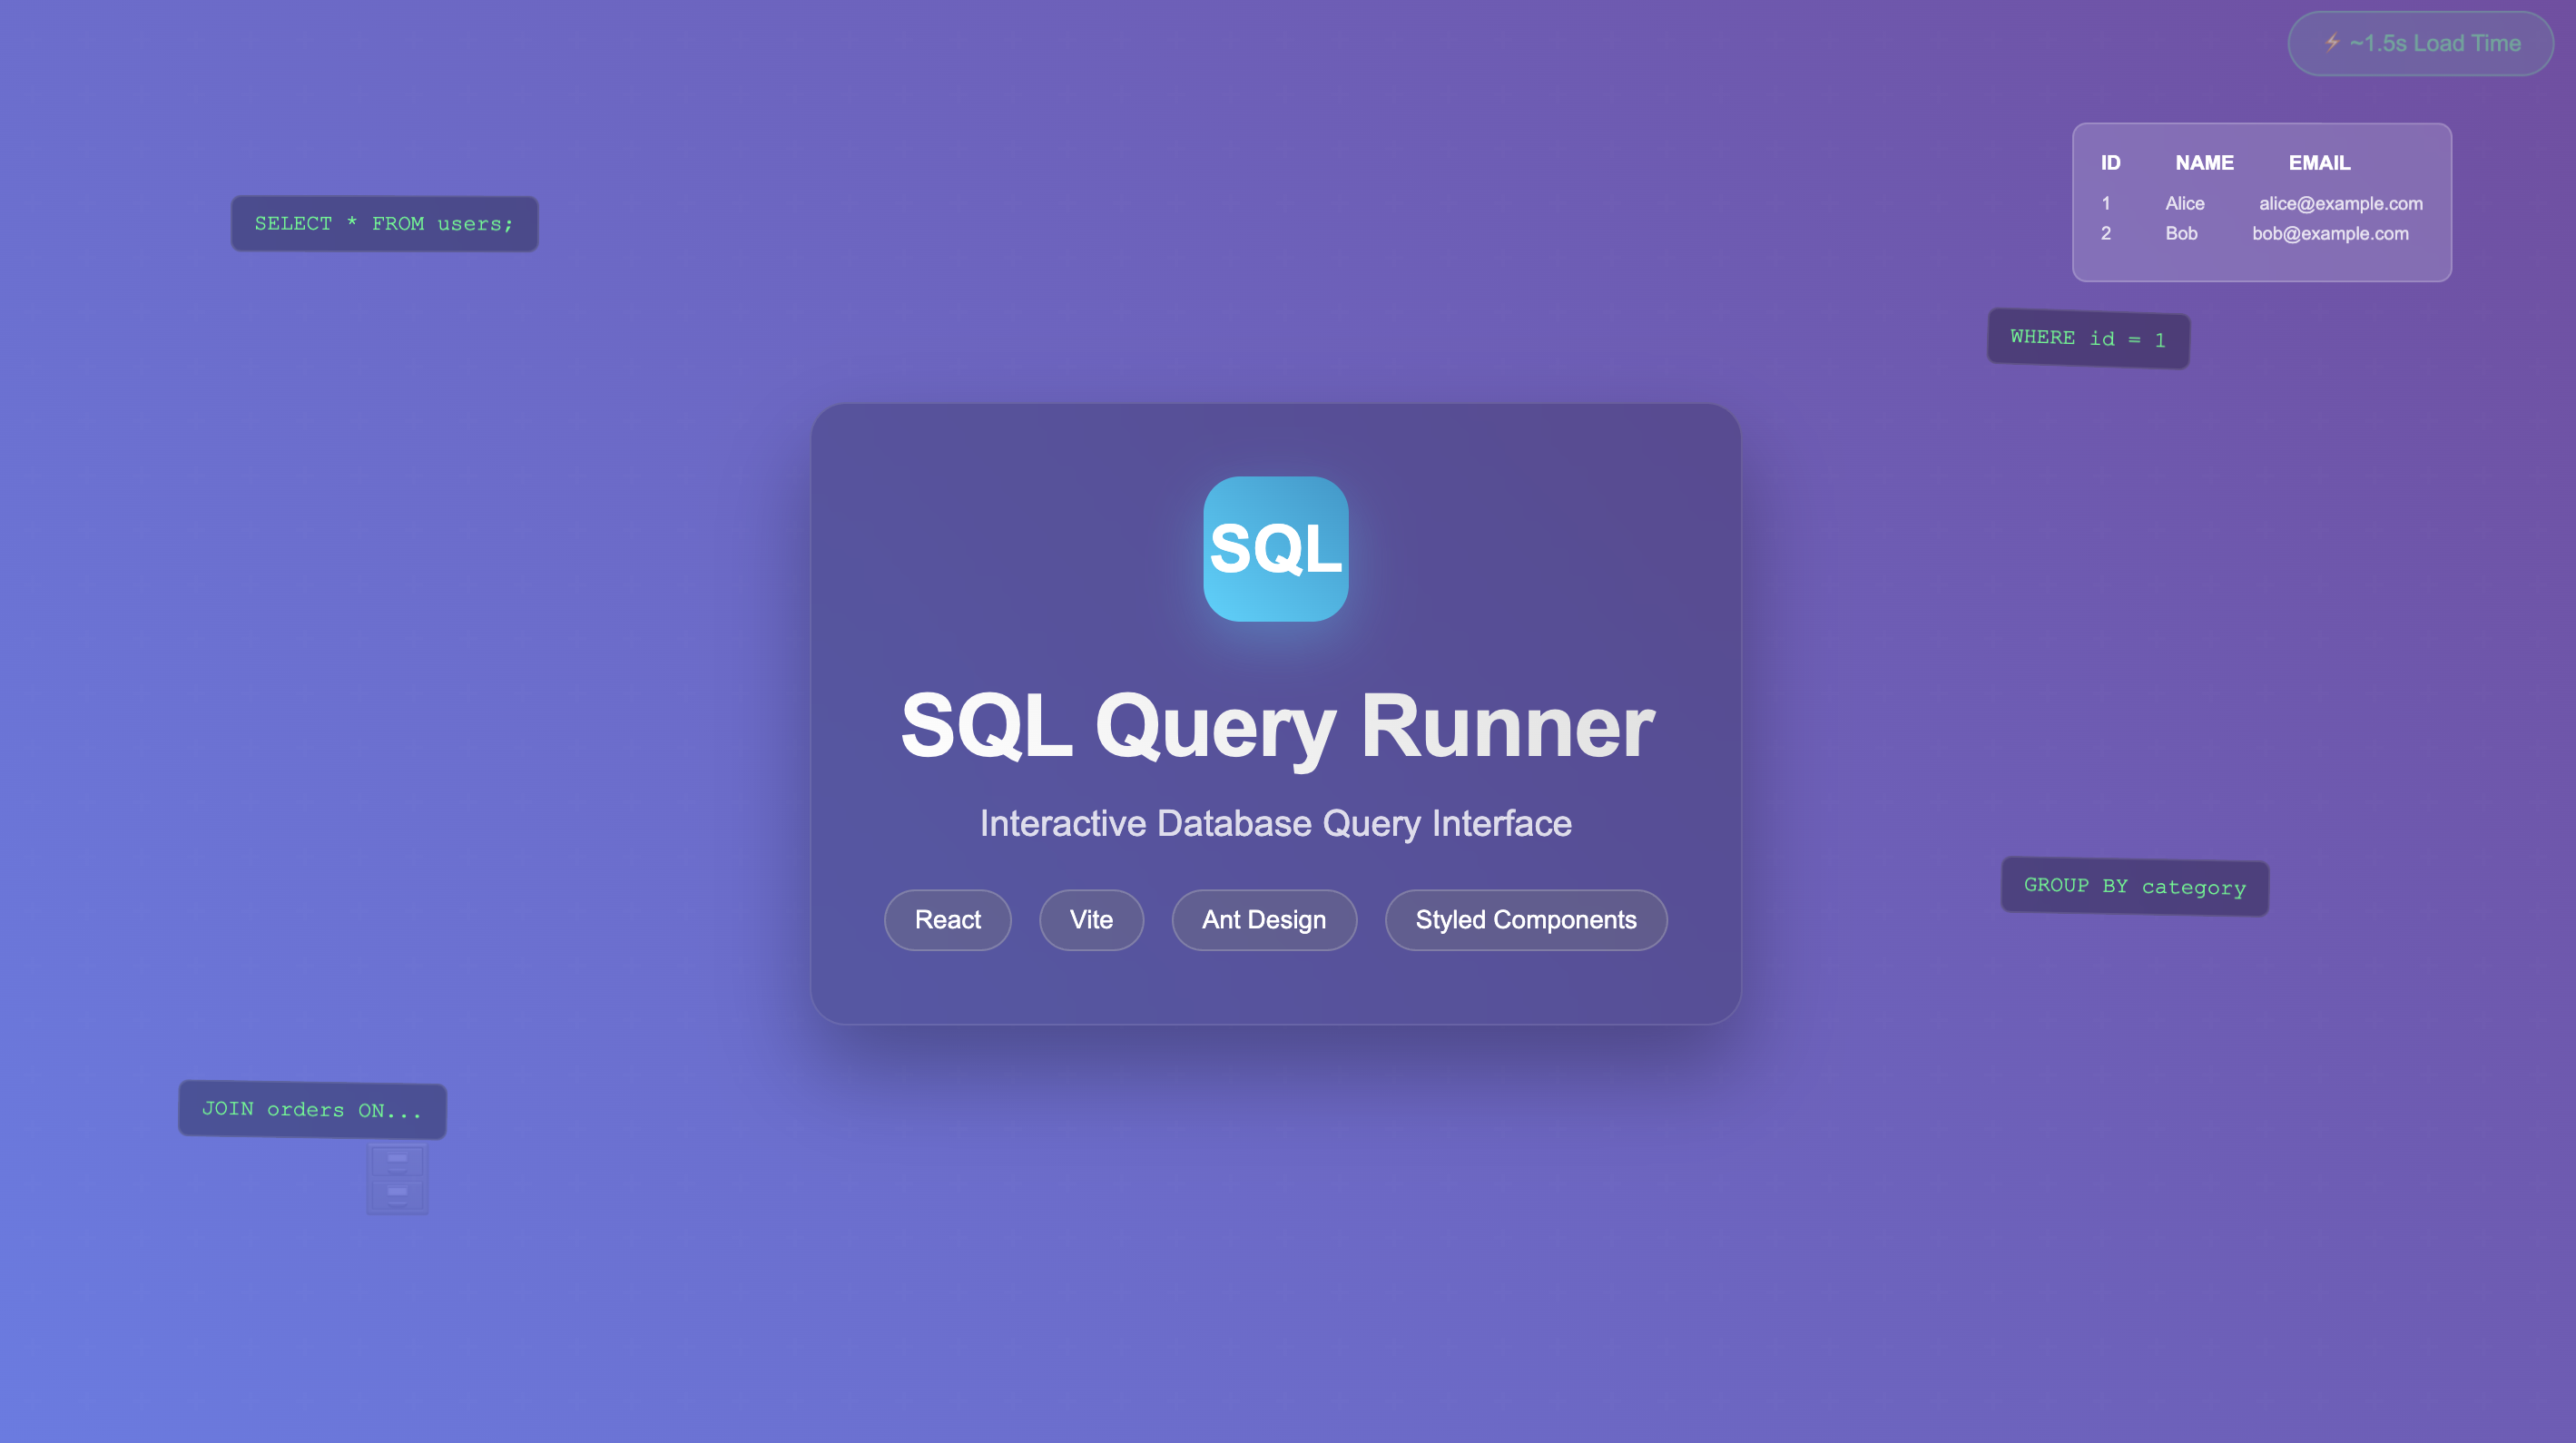 ⚡ ~1.5s Load Time
ID NAME EMAIL
1 Alice alice@example.com
2 Bob bob@example.com
SELECT * FROM users;
WHERE id = 1
SQL
SQL Query Runner
Interactive Database Query Interface
React Vite Ant Design Styled Components
GROUP BY category
JOIN orders ON...